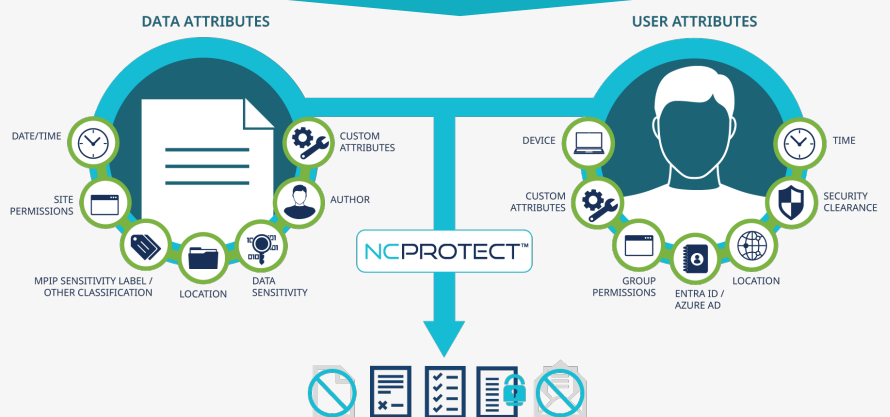 DATA ATTRIBUTES
USER ATTRIBUTES
DATE/TIME
CUSTOM
ATTRIBUTES
SITE
PERMISSIONS
AUTHOR
MPIP SENSITIVITY LABEL /
OTHER CLASSIFICATION
LOCATION
DATA
SENSITIVITY
NCPROTECT™
DEVICE
TIME
CUSTOM
ATTRIBUTES
SECURITY
CLEARANCE
GROUP
PERMISSIONS
ENTRA ID /
AZURE AD
LOCATION